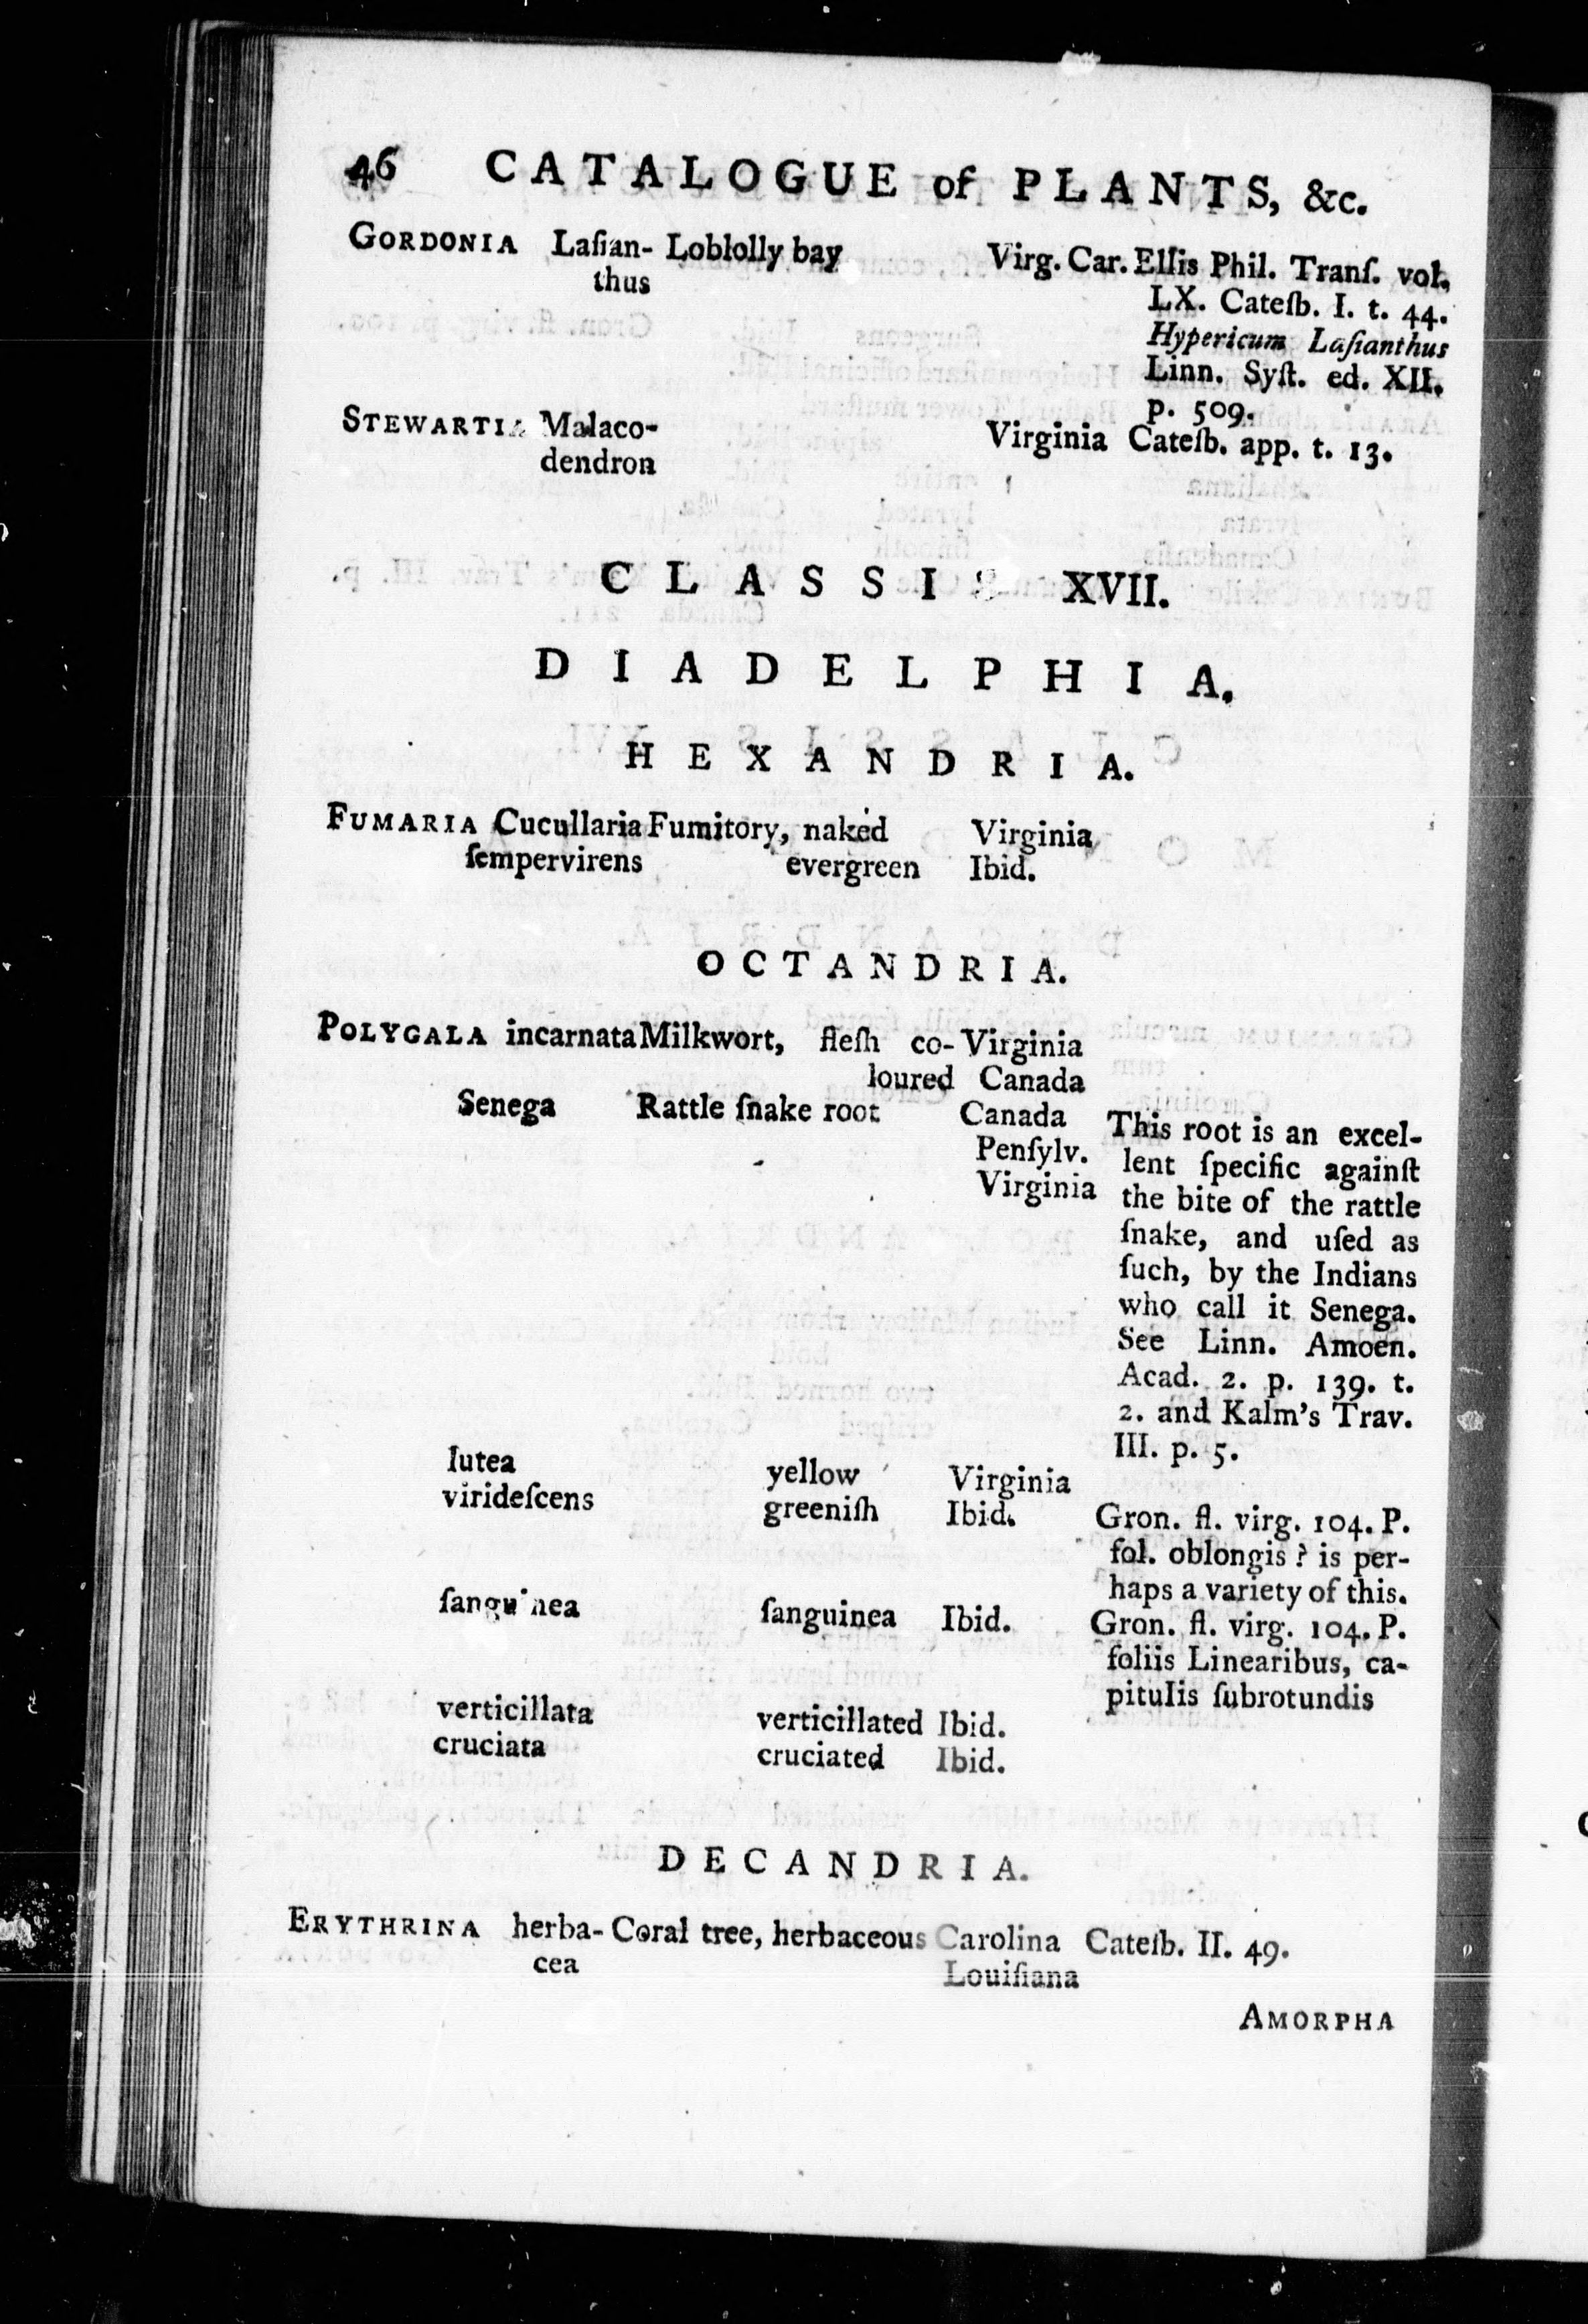 46 CATALOGUE of PLANTS, &c.
GORDONIA Laſian- Loblolly bay Virg. Car. Ellis Phil. Tranſ. vol.
thus LX. Cateſb. I. t. 44.
Hypericum Laſianthus
Linn. Syſt. ed. XII.
p. 509.
STEWARTIA Malaco- Virginia Cateſb. app. t. 13.
dendron
CLASSIS XVII.
DIADELPHIA.
HEXANDRIA.
FUMARIA Cucullaria Fumitory, naked Virginia
ſempervirens evergreen Ibid.
OCTANDRIA.
POLYGALA incarnata Milkwort, fleſh co- Virginia
loured Canada
Senega Rattle ſnake root Canada This root is an excel-
Penſylv. lent ſpecific againſt
Virginia the bite of the rattle
ſnake, and uſed as
ſuch, by the Indians
who call it Senega.
See Linn. Amoen.
Acad. 2. p. 139. t.
2. and Kalm's Trav.
III. p. 5.
lutea yellow Virginia
virideſcens greeniſh Ibid. Gron. fl. virg. 104. P.
fol. oblongis ? is per-
haps a variety of this.
ſanguinea ſanguinea Ibid. Gron. fl. virg. 104. P.
foliis Linearibus, ca-
pitulis ſubrotundis
verticillata verticillated Ibid.
cruciata cruciated Ibid.
DECANDRIA.
ERYTHRINA herba- Coral tree, herbaceous Carolina Cateſb. II. 49.
cea Louiſiana
AMORPHA